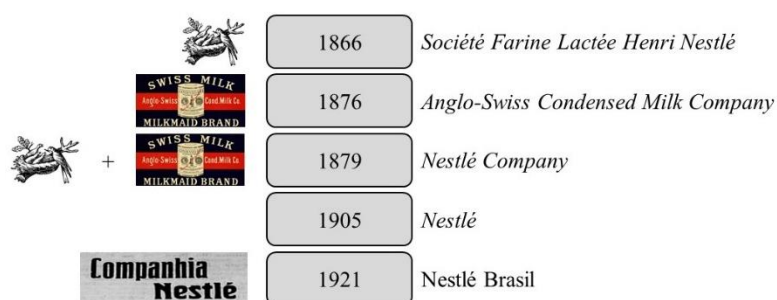 1866 Société Farine Lactée Henri Nestlé
SWISS MILK
Anglo-Swiss Cond. Milk Co.
MILKMAID BRAND
1876 Anglo-Swiss Condensed Milk Company
+
SWISS MILK
Anglo-Swiss Cond. Milk Co.
MILKMAID BRAND
1879 Nestlé Company
1905 Nestlé
Companhia
Nestlé
1921 Nestlé Brasil